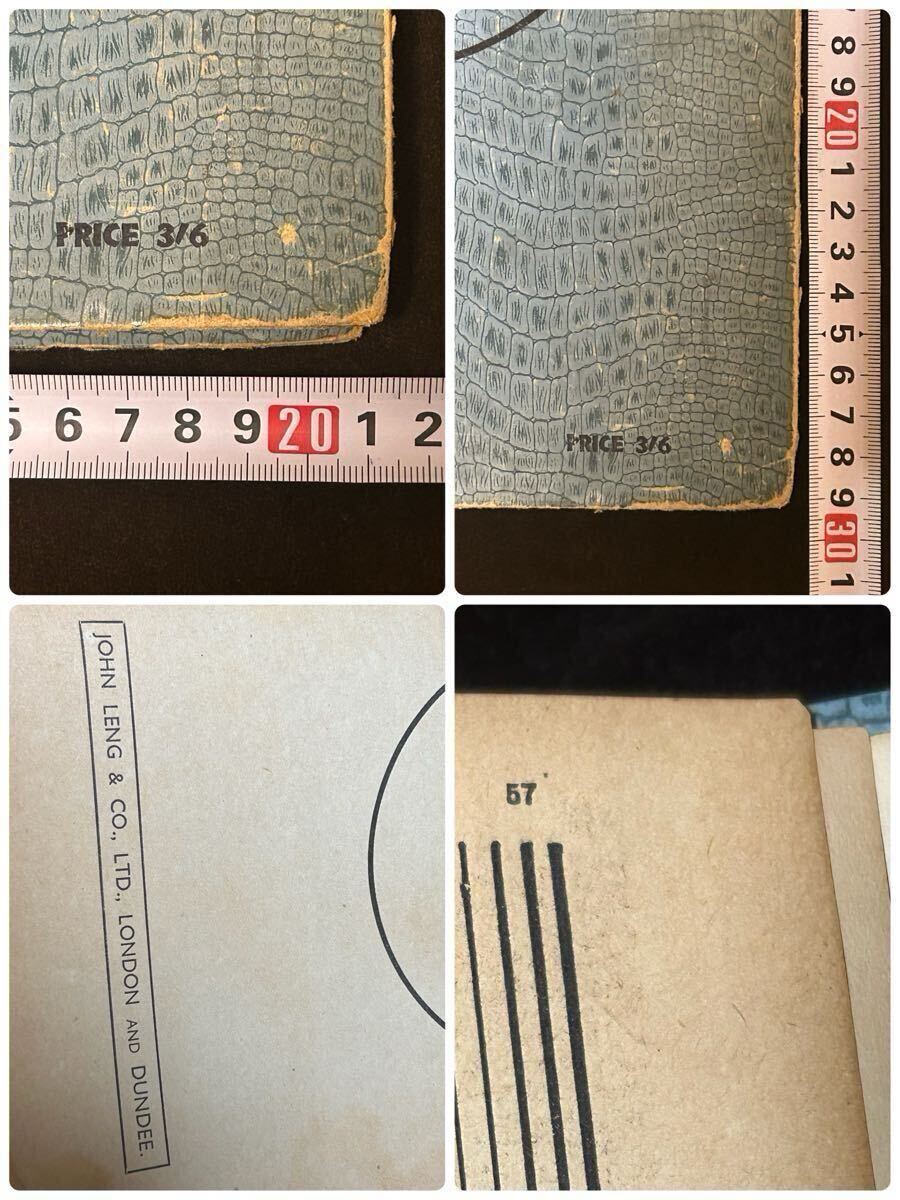 PRICE 3/6
5 6 7 8 9 20 1 2
8 9 20 1 2 3 4 5 6 7 8 9 30 1
PRICE 3/6
JOHN LENG & CO., LTD., LONDON AND DUNDEE.
57